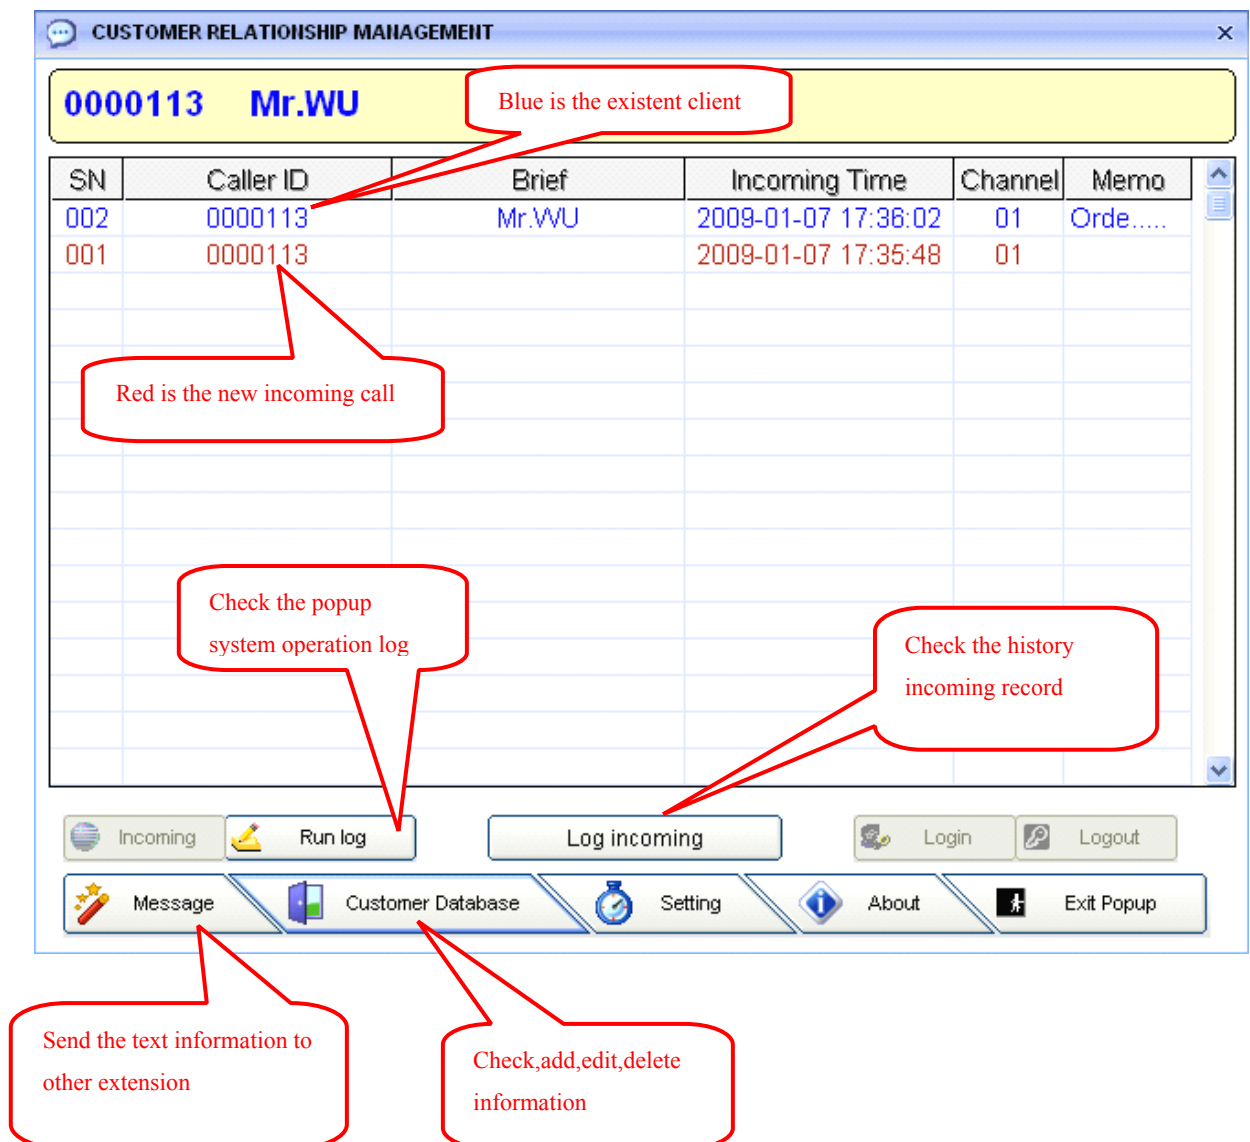 CUSTOMER RELATIONSHIP MANAGEMENT
0000113 Mr.WU
Blue is the existent client
SN Caller ID Brief Incoming Time Channel Memo
002 0000113 Mr.WU 2009-01-07 17:36:02 01 Orde.....
001 0000113 2009-01-07 17:35:48 01
Red is the new incoming call
Check the popup
system operation log
Check the history
incoming record
Incoming Run log Log incoming Login Logout
Message Customer Database Setting About Exit Popup
Send the text information to
other extension
Check,add,edit,delete
information